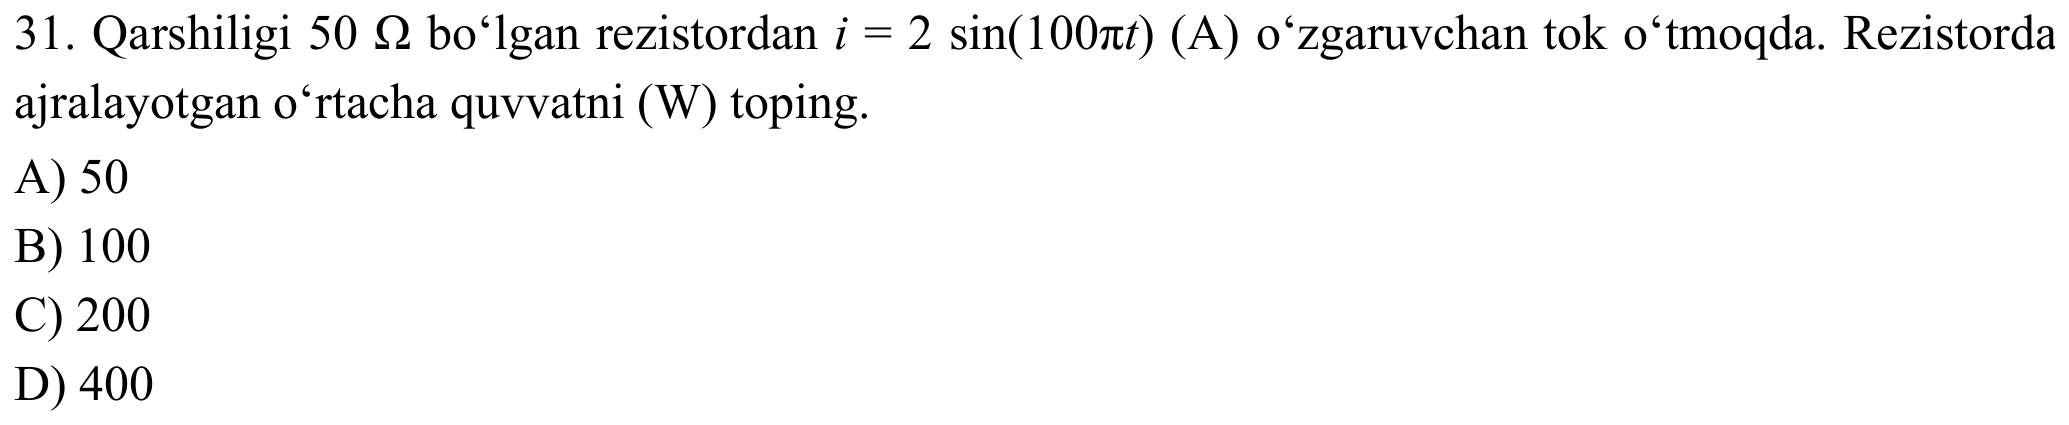 31. Qarshiligi 50 Ω bo‘lgan rezistordan i = 2 sin(100πt) (A) o‘zgaruvchan tok o‘tmoqda. Rezistorda
ajralayotgan o‘rtacha quvvatni (W) toping.
A) 50
B) 100
C) 200
D) 400